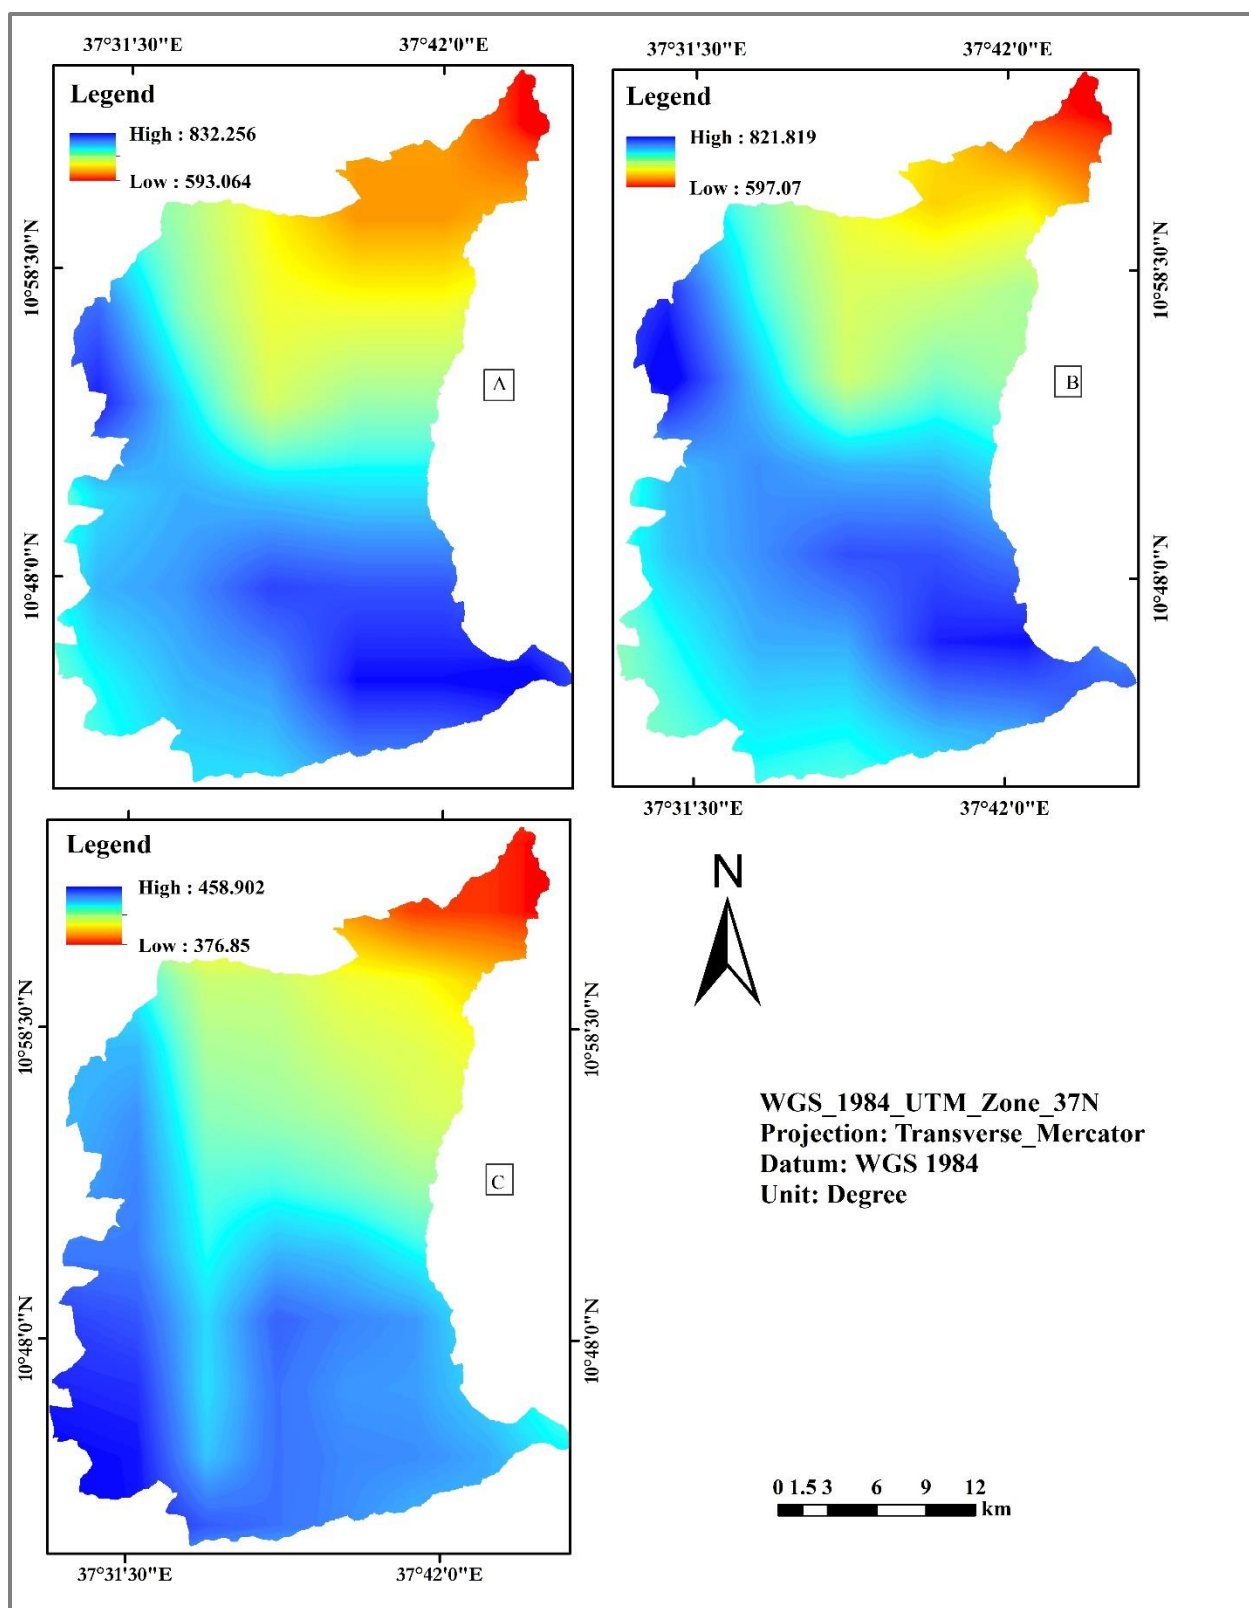 37°31'30"E 37°42'0"E
37°31'30"E 37°42'0"E
Legend
High : 832.256
Low : 593.064
Legend
High : 821.819
Low : 597.07
10°58'30"N
10°58'30"N
A
B
10°48'0"N
10°48'0"N
37°31'30"E 37°42'0"E
Legend
High : 458.902
Low : 376.85
N
10°58'30"N
10°58'30"N
WGS_1984_UTM_Zone_37N
Projection: Transverse_Mercator
Datum: WGS 1984
Unit: Degree
C
10°48'0"N
10°48'0"N
0 1.5 3 6 9 12
km
37°31'30"E 37°42'0"E